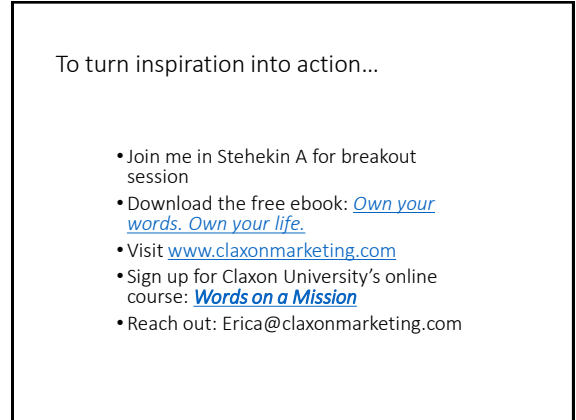 To turn inspiration into action…
• Join me in Stehekin A for breakout
session
• Download the free ebook: Own your
words. Own your life.
• Visit www.claxonmarketing.com
• Sign up for Claxon University’s online
course: Words on a Mission
• Reach out: Erica@claxonmarketing.com